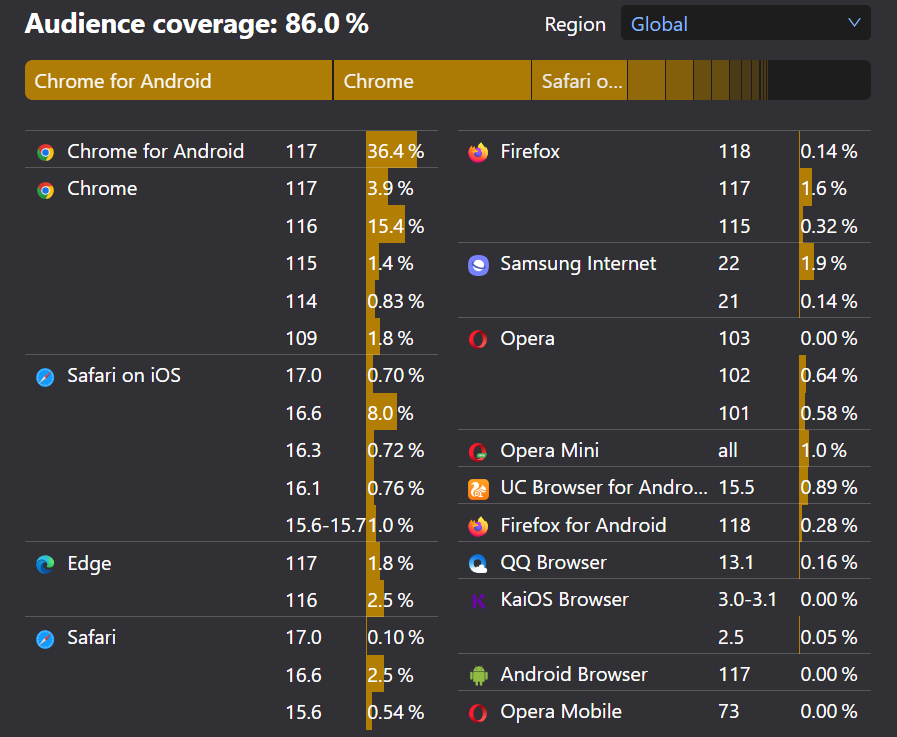 Audience coverage: 86.0 %
Region
Global
Chrome for Android
Chrome
Safari o...
Chrome for Android 117 36.4 %
Chrome 117 3.9 %
116 15.4 %
115 1.4 %
114 0.83 %
109 1.8 %
Safari on iOS 17.0 0.70 %
16.6 8.0 %
16.3 0.72 %
16.1 0.76 %
15.6-15.7 1.0 %
Edge 117 1.8 %
116 2.5 %
Safari 17.0 0.10 %
16.6 2.5 %
15.6 0.54 %
Firefox 118 0.14 %
117 1.6 %
115 0.32 %
Samsung Internet 22 1.9 %
21 0.14 %
Opera 103 0.00 %
102 0.64 %
101 0.58 %
Opera Mini all 1.0 %
UC Browser for Andro... 15.5 0.89 %
Firefox for Android 118 0.28 %
QQ Browser 13.1 0.16 %
KaiOS Browser 3.0-3.1 0.00 %
2.5 0.05 %
Android Browser 117 0.00 %
Opera Mobile 73 0.00 %